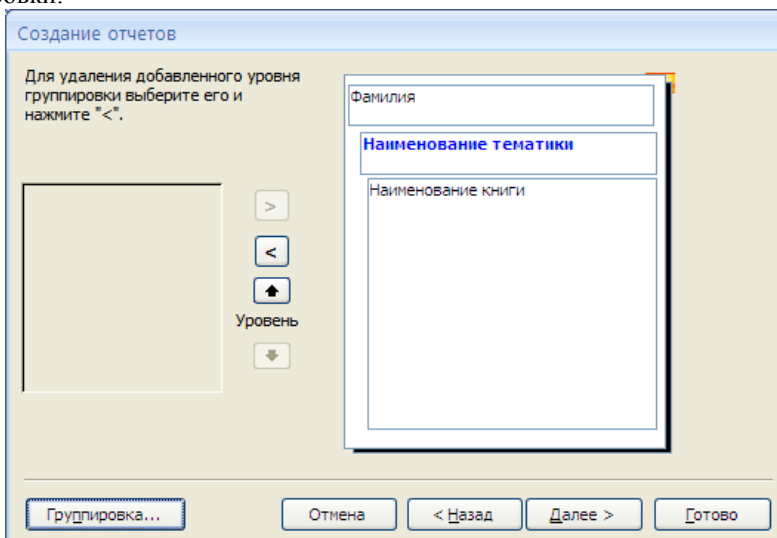 Создание отчетов
Для удаления добавленного уровня
группировки выберите его и
нажмите "<".
Фамилия
Наименование тематики
Наименование книги
>
<
Уровень
Группировка...
Отмена
< Назад
Далее >
Готово